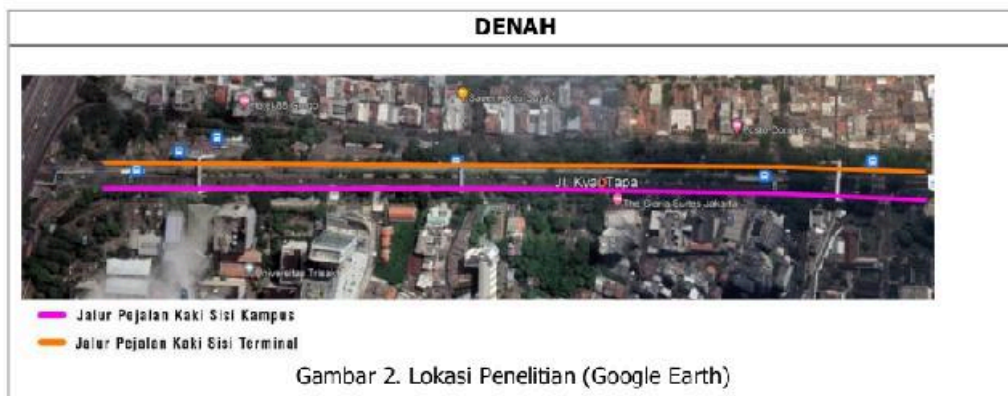 DENAH
Jl. Kyai Tapa
The Gloria Suites Jakarta
Universitas Trisakti
Jalur Pejalan Kaki Sisi Kampus
Jalur Pejalan Kaki Sisi Terminal
Gambar 2. Lokasi Penelitian (Google Earth)